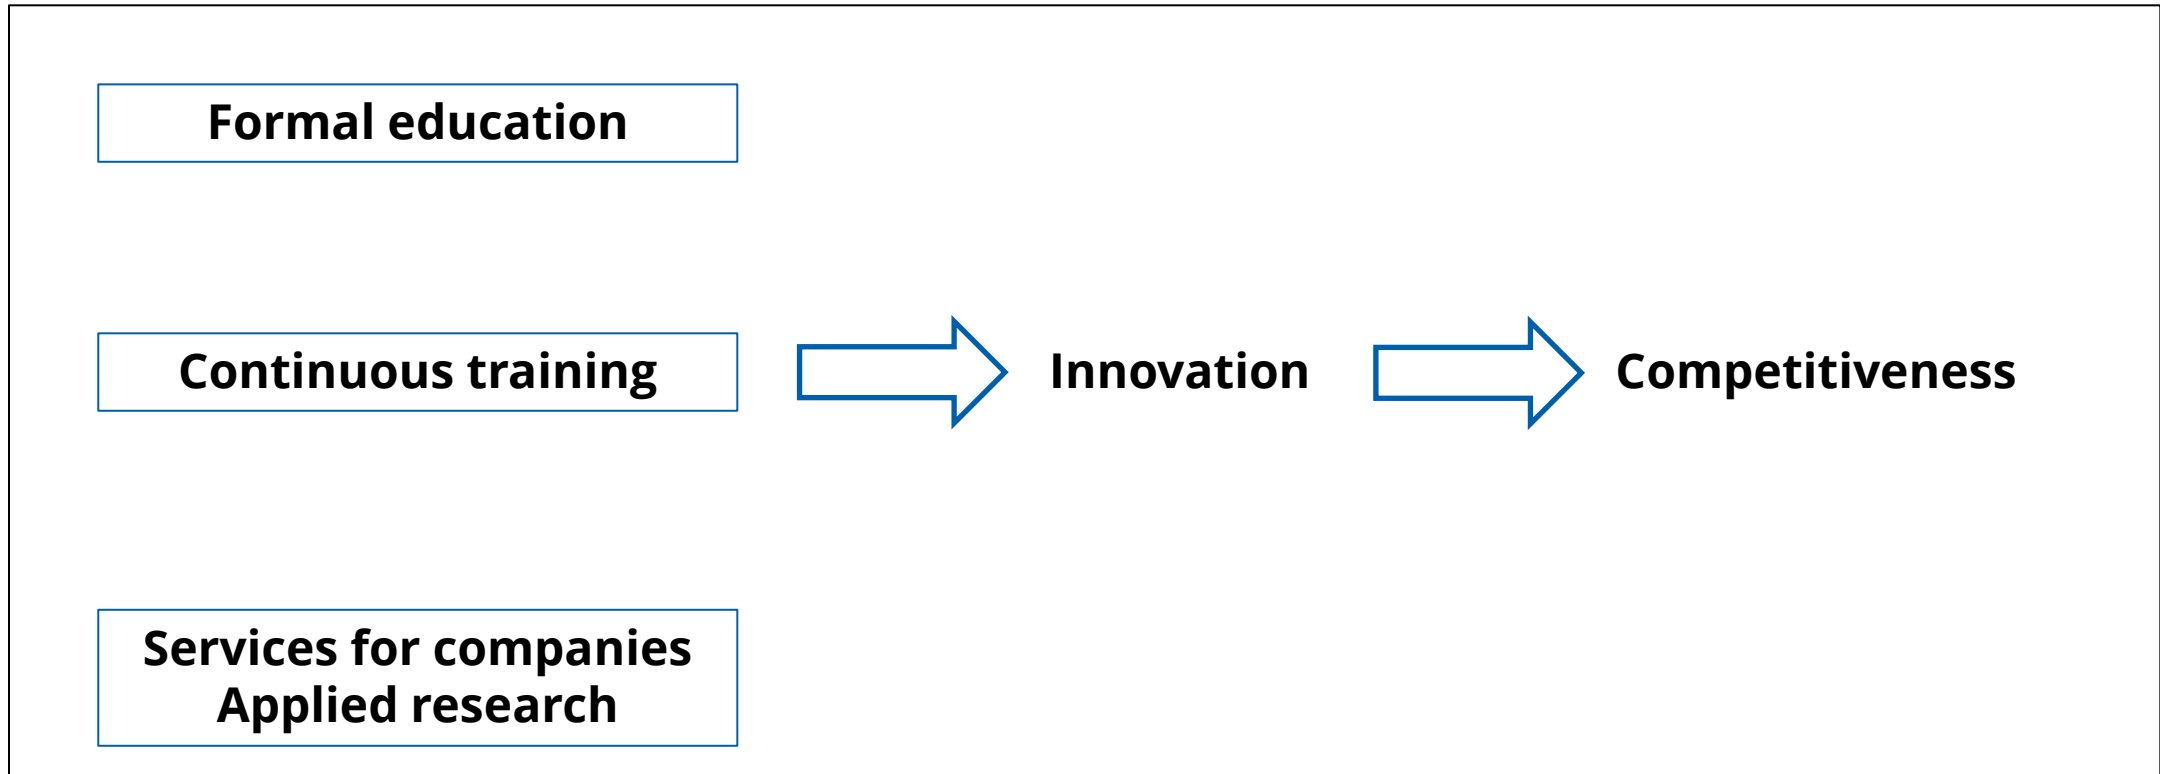 Formal education
Continuous training
Innovation
Competitiveness
Services for companies
Applied research